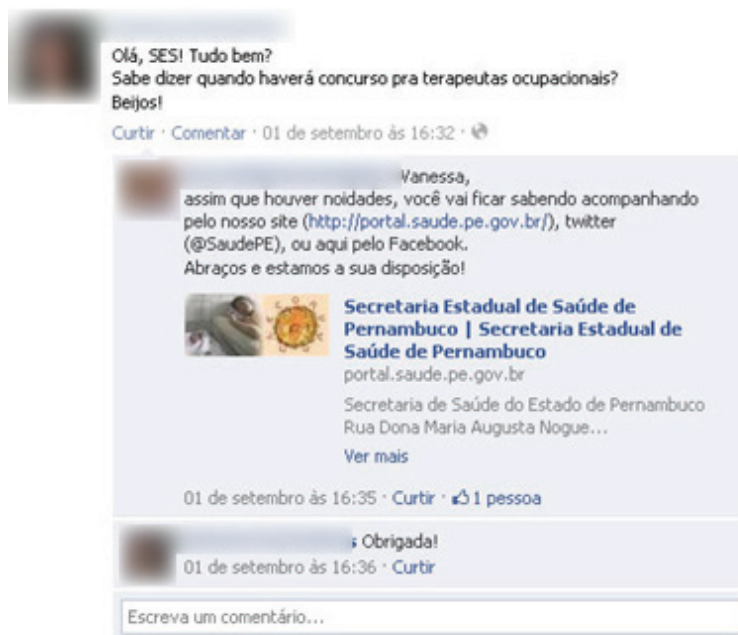 Olá, SES! Tudo bem?
Sabe dizer quando haverá concurso pra terapeutas ocupacionais?
Beijos!
Curtir · Comentar · 01 de setembro às 16:32 ·
Vanessa,
assim que houver noidades, você vai ficar sabendo acompanhando
pelo nosso site (http://portal.saude.pe.gov.br/), twitter
(@SaudePE), ou aqui pelo Facebook.
Abraços e estamos a sua disposição!
Secretaria Estadual de Saúde de
Pernambuco | Secretaria Estadual de
Saúde de Pernambuco
portal.saude.pe.gov.br
Secretaria de Saúde do Estado de Pernambuco
Rua Dona Maria Augusta Nogue...
Ver mais
01 de setembro às 16:35 · Curtir · 1 pessoa
s Obrigada!
01 de setembro às 16:36 · Curtir
Escreva um comentário...